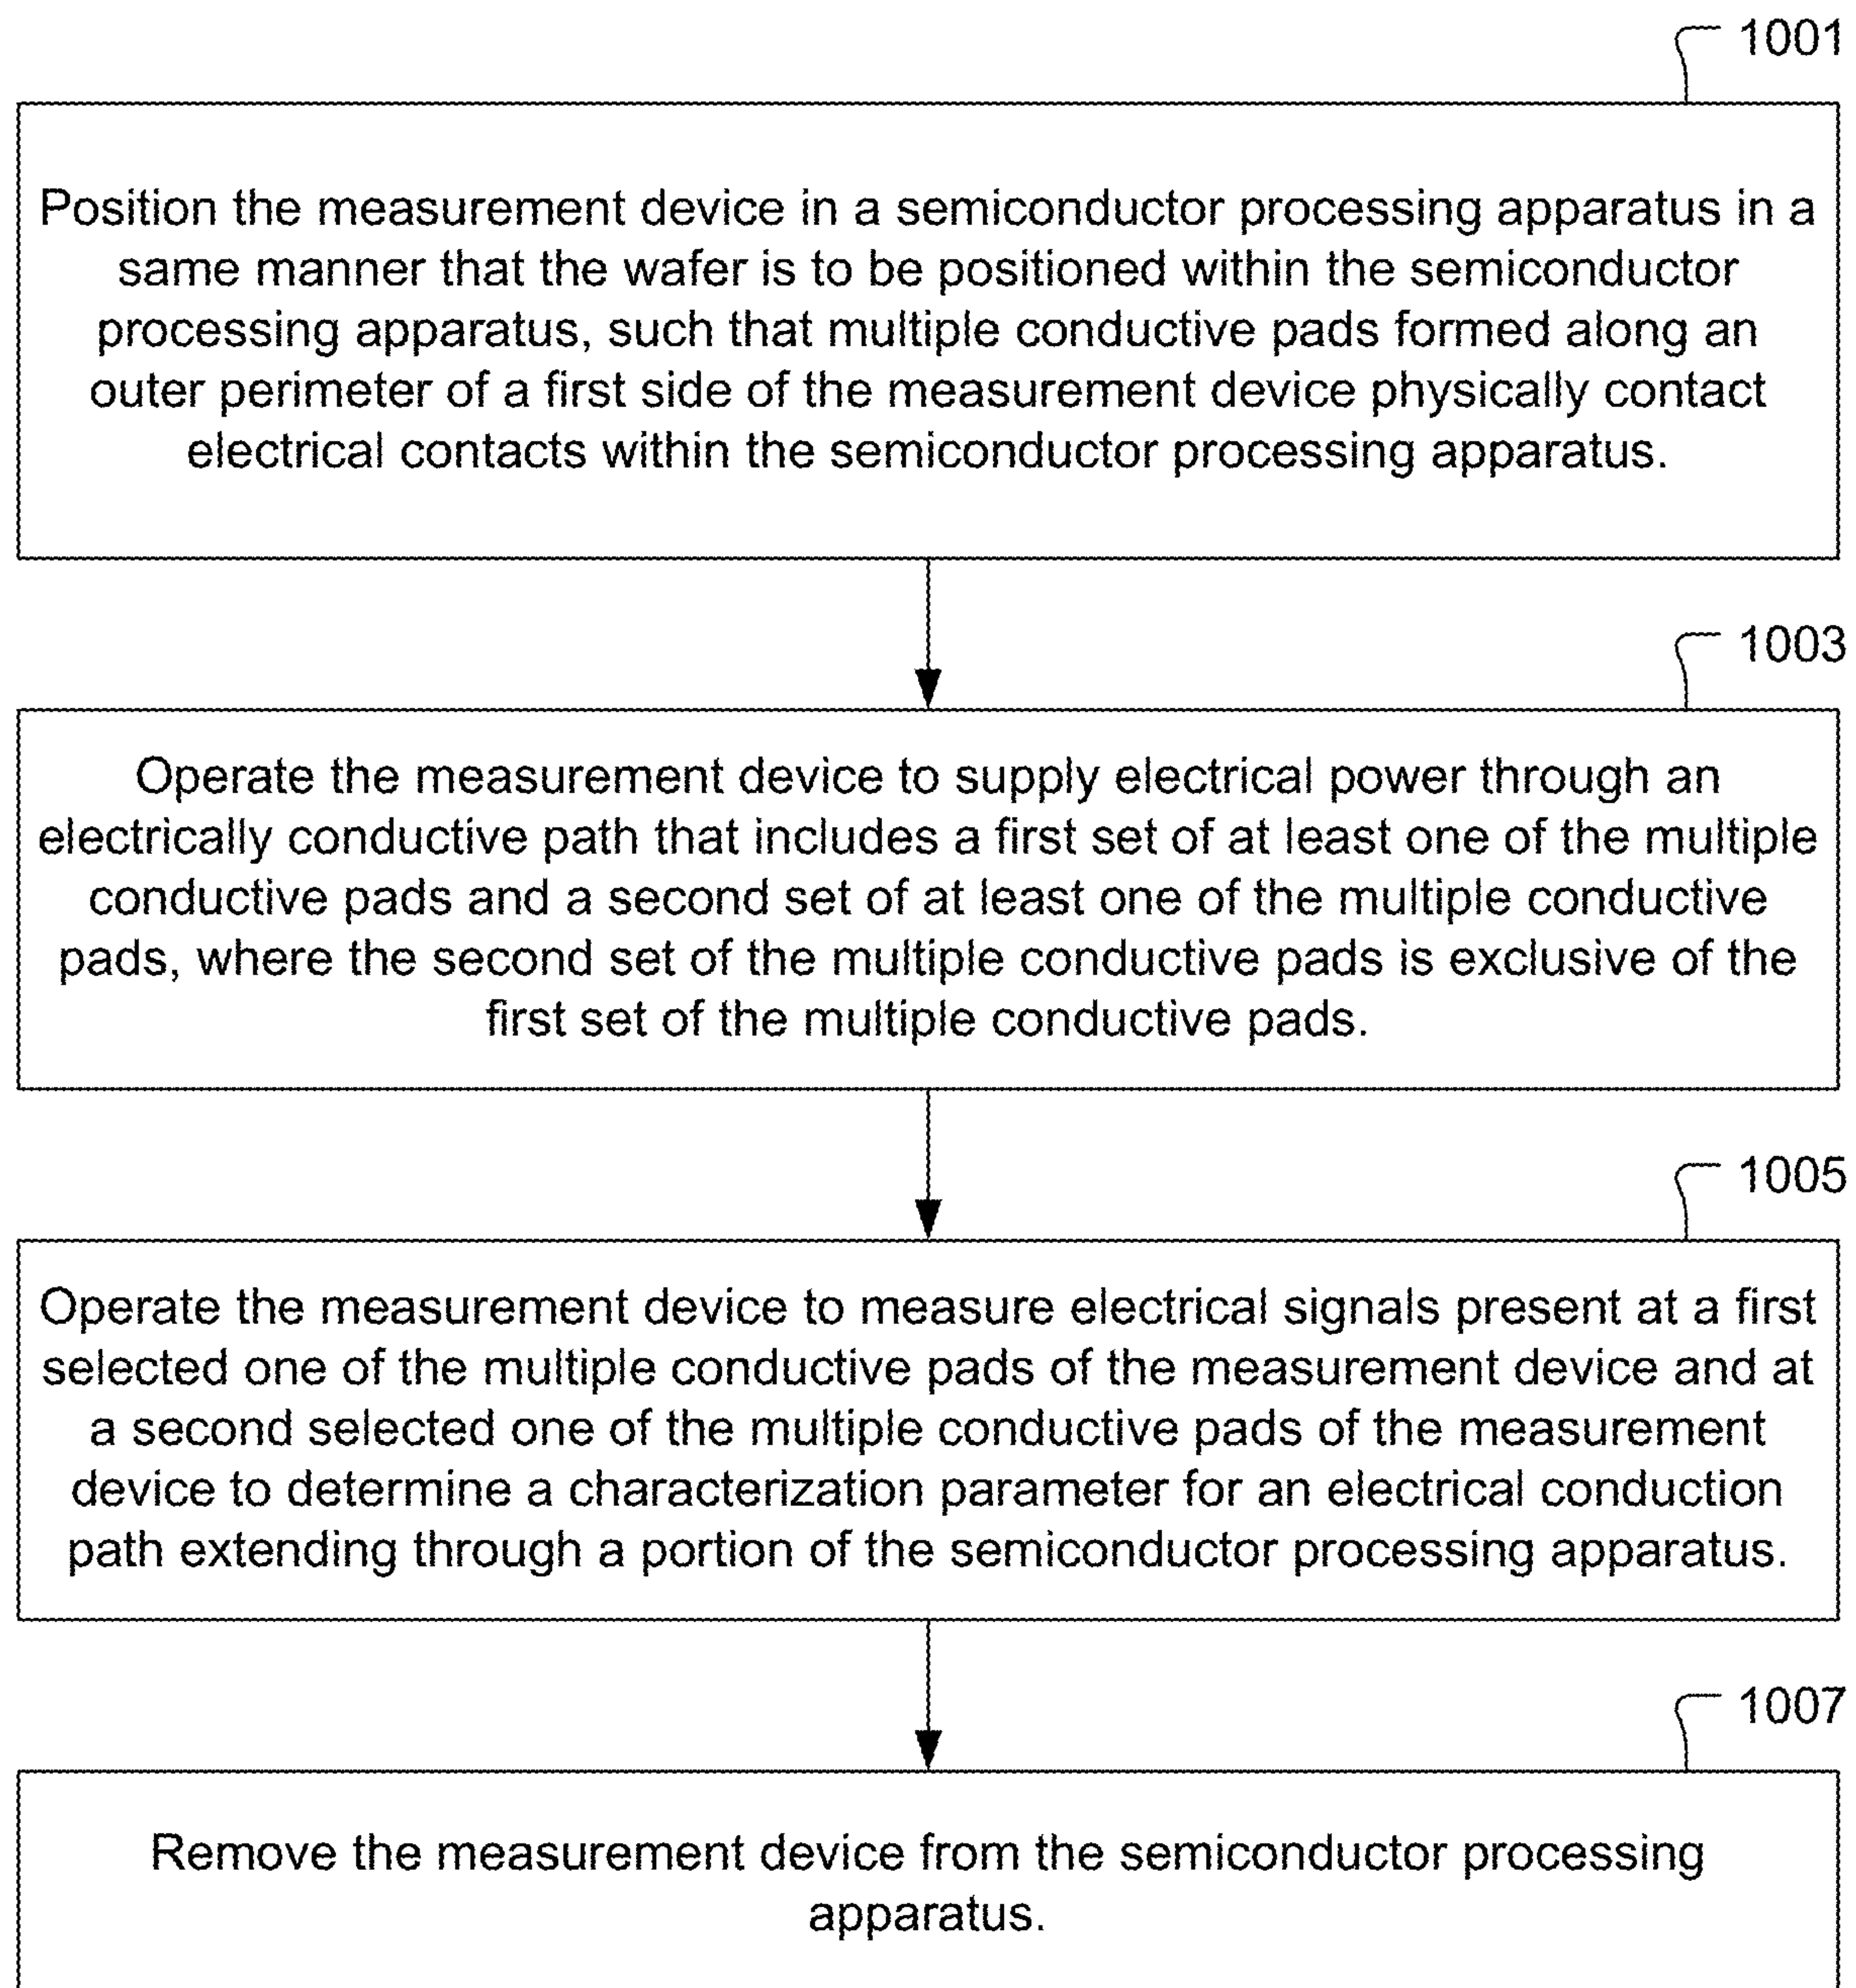 1001
Position the measurement device in a semiconductor processing apparatus in a
same manner that the wafer is to be positioned within the semiconductor
processing apparatus, such that multiple conductive pads formed along an
outer perimeter of a first side of the measurement device physically contact
electrical contacts within the semiconductor processing apparatus.
1003
Operate the measurement device to supply electrical power through an
electrically conductive path that includes a first set of at least one of the multiple
conductive pads and a second set of at least one of the multiple conductive
pads, where the second set of the multiple conductive pads is exclusive of the
first set of the multiple conductive pads.
1005
Operate the measurement device to measure electrical signals present at a first
selected one of the multiple conductive pads of the measurement device and at
a second selected one of the multiple conductive pads of the measurement
device to determine a characterization parameter for an electrical conduction
path extending through a portion of the semiconductor processing apparatus.
1007
Remove the measurement device from the semiconductor processing
apparatus.